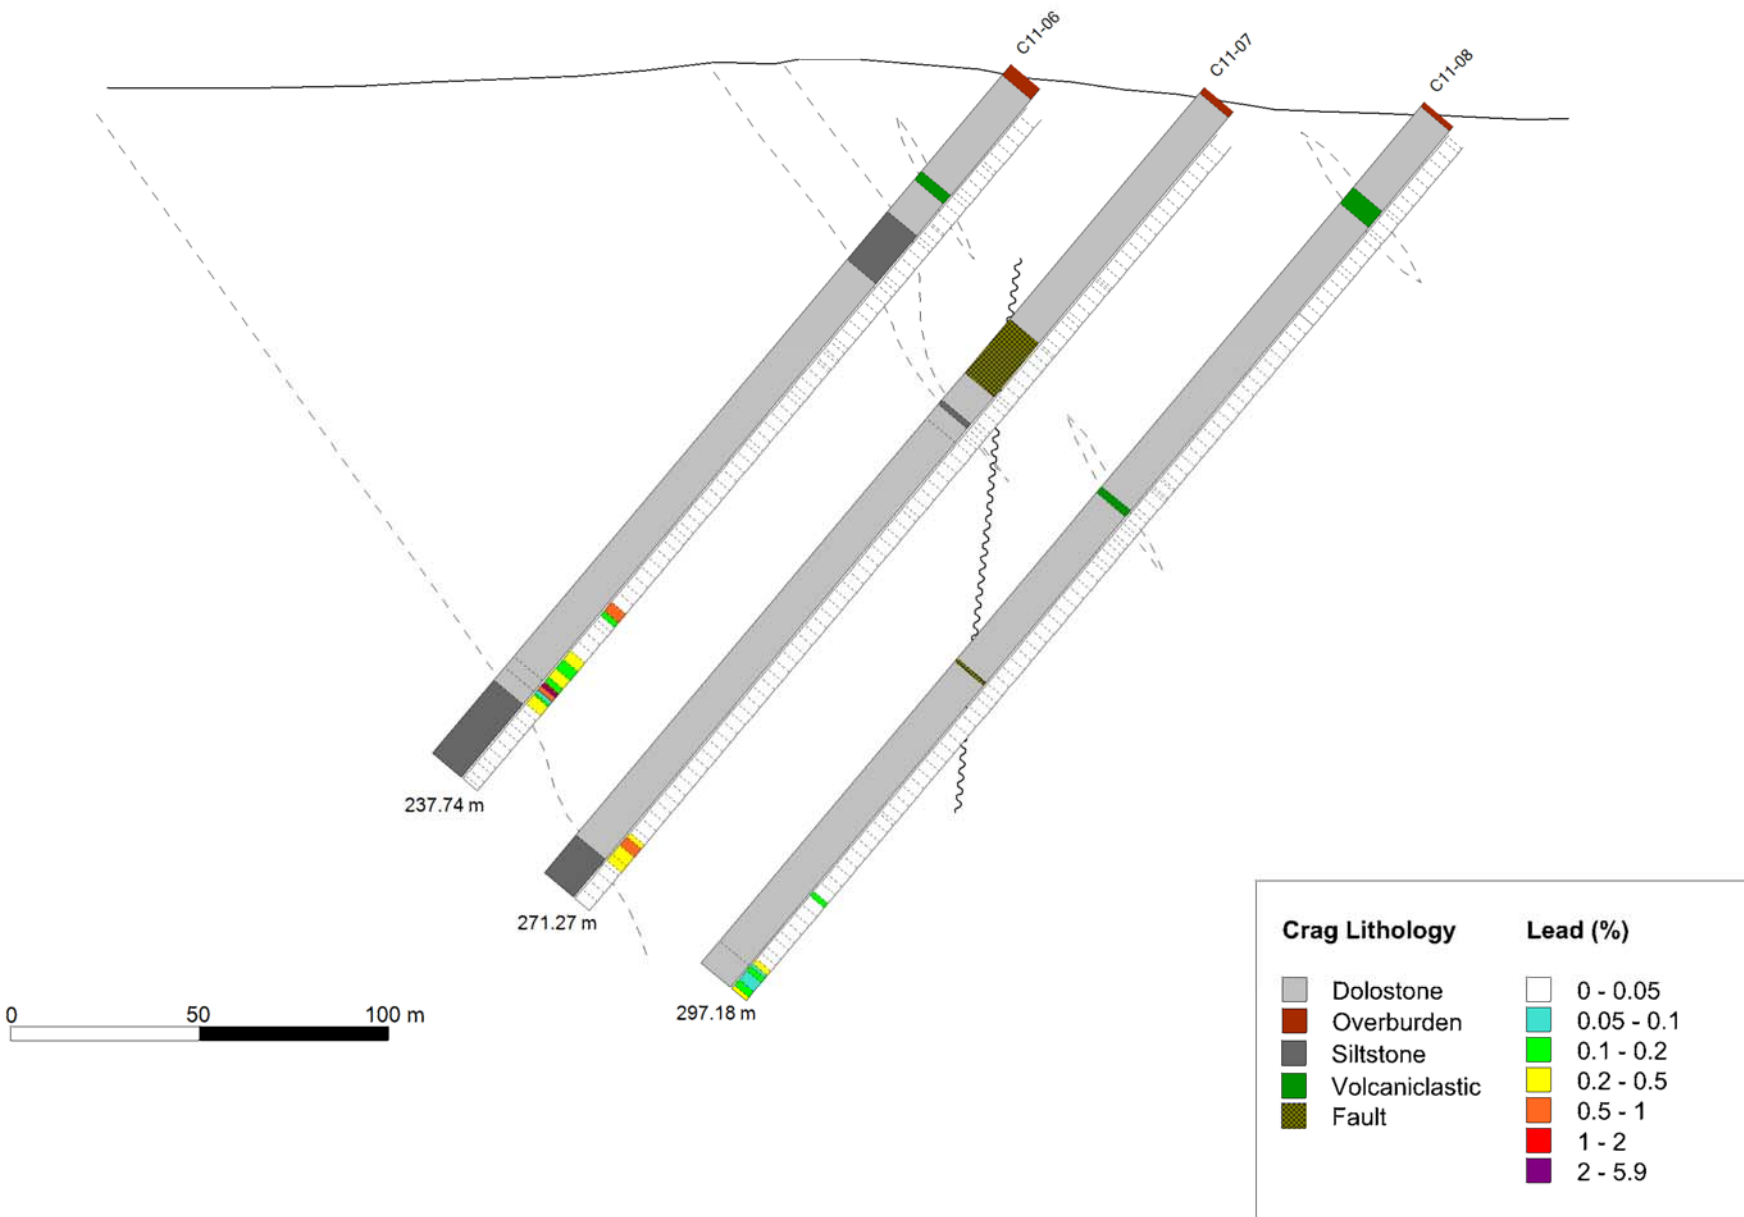 C11-06
C11-07
C11-08
237.74 m
271.27 m
297.18 m
0 50 100 m
Crag Lithology
Dolostone
Overburden
Siltstone
Volcaniclastic
Fault
Lead (%)
0 - 0.05
0.05 - 0.1
0.1 - 0.2
0.2 - 0.5
0.5 - 1
1 - 2
2 - 5.9